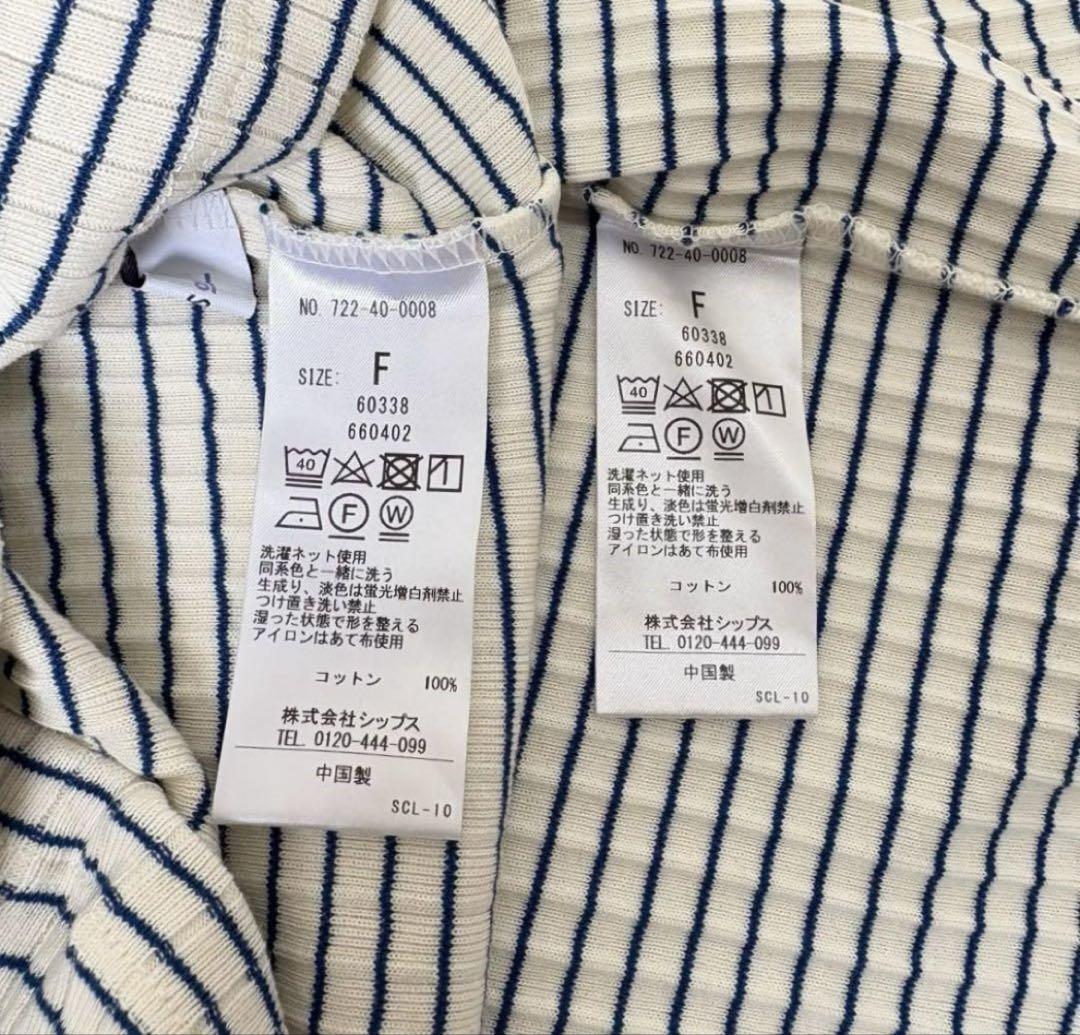 NO. 722-40-0008
SIZE: F
60338
660402
40
F W
洗濯ネット使用
同系色と一緒に洗う
生成り、淡色は蛍光増白剤禁止
つけ置き洗い禁止
湿った状態で形を整える
アイロンはあて布使用
コットン 100%
株式会社シップス
TEL. 0120-444-099
中国製
SCL-10
NO. 722-40-0008
SIZE: F
60338
660402
40
F W
洗濯ネット使用
同系色と一緒に洗う
生成り、淡色は蛍光増白剤禁止
つけ置き洗い禁止
湿った状態で形を整える
アイロンはあて布使用
コットン 100%
株式会社シップス
TEL. 0120-444-099
中国製
SCL-10